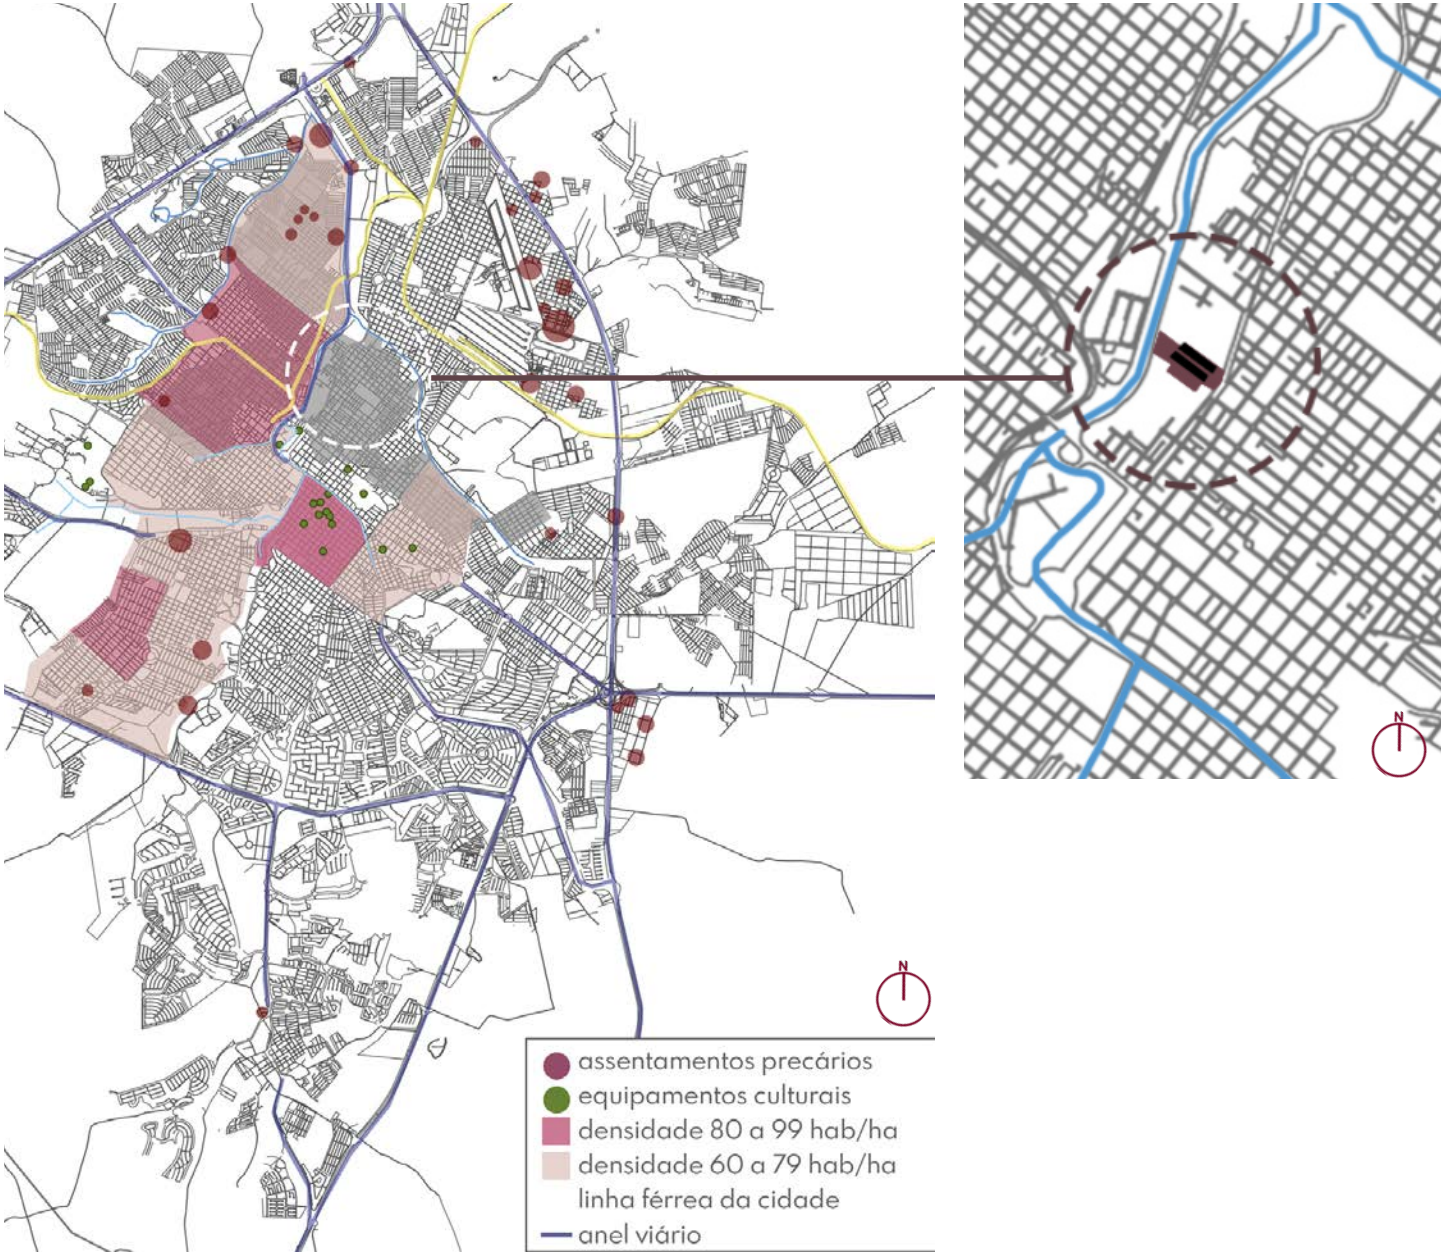 N
N
assentamentos precários
equipamentos culturais
densidade 80 a 99 hab/ha
densidade 60 a 79 hab/ha
linha férrea da cidade
anel viário